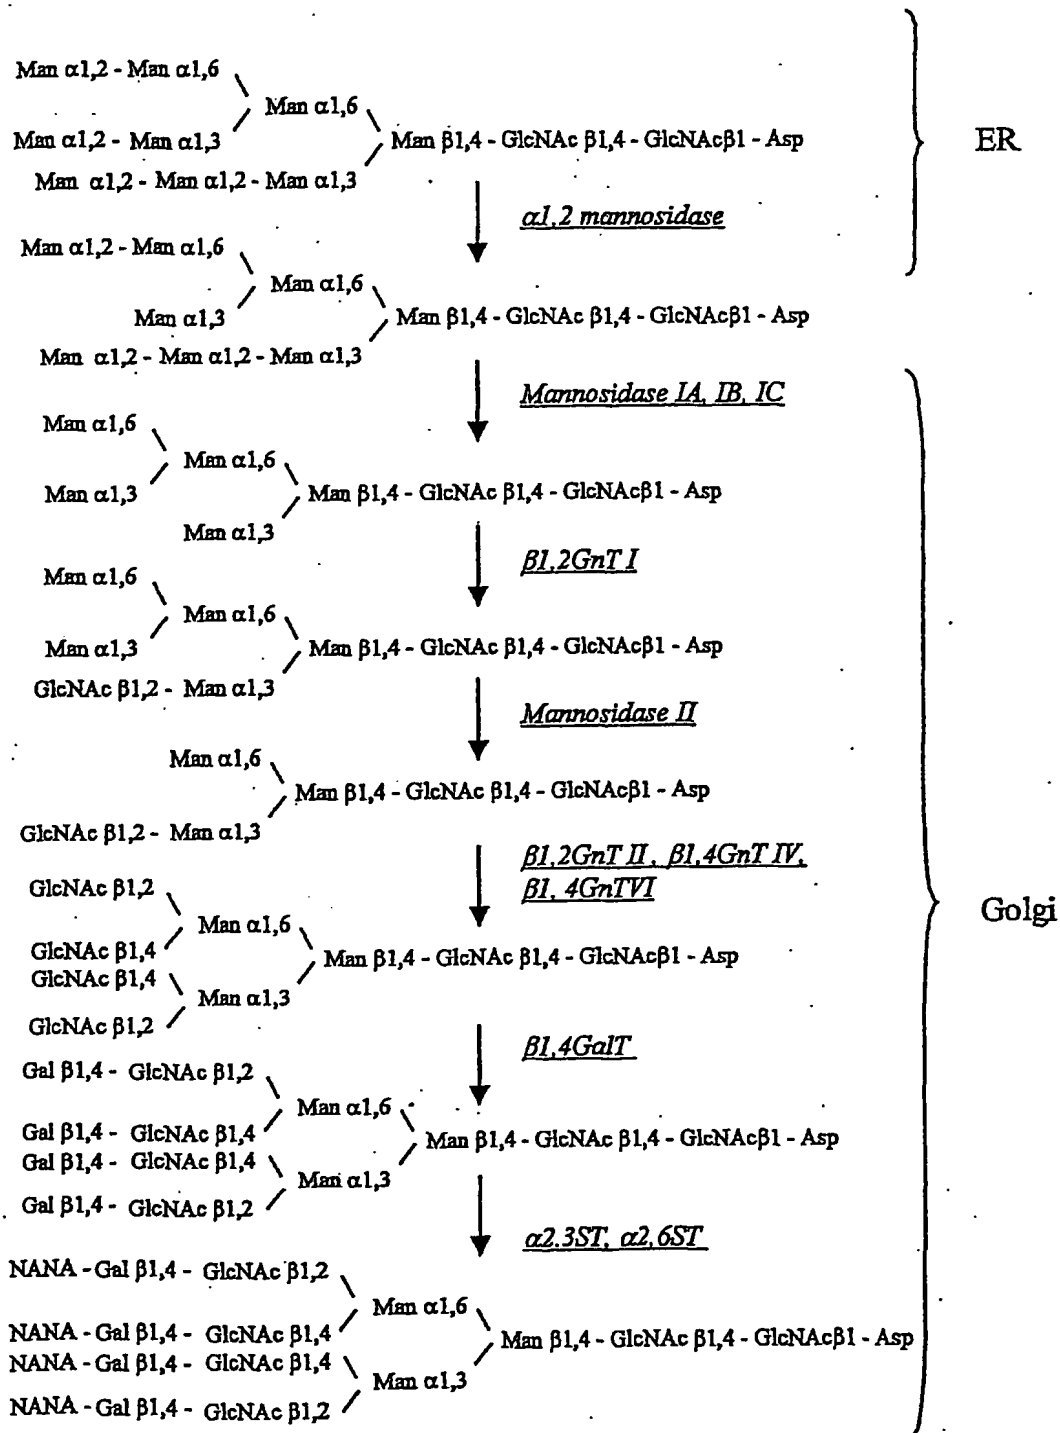 Man α1,2 - Man α1,6
Man α1,6
Man α1,2 - Man α1,3
Man β1,4 - GlcNAc β1,4 - GlcNAcβ1 - Asp
ER
Man α1,2 - Man α1,2 - Man α1,3
α1,2 mannosidase
Man α1,2 - Man α1,6
Man α1,6
Man α1,3
Man β1,4 - GlcNAc β1,4 - GlcNAcβ1 - Asp
Man α1,2 - Man α1,2 - Man α1,3
Mannosidase IA, IB, IC
Man α1,6
Man α1,6
Man α1,3
Man β1,4 - GlcNAc β1,4 - GlcNAcβ1 - Asp
Man α1,3
β1,2GnT I
Man α1,6
Man α1,6
Man α1,3
Man β1,4 - GlcNAc β1,4 - GlcNAcβ1 - Asp
GlcNAc β1,2 - Man α1,3
Mannosidase II
Man α1,6
Man β1,4 - GlcNAc β1,4 - GlcNAcβ1 - Asp
GlcNAc β1,2 - Man α1,3
β1,2GnT II, β1,4GnT IV,
β1, 4GnTVI
GlcNAc β1,2
Man α1,6
GlcNAc β1,4
Man β1,4 - GlcNAc β1,4 - GlcNAcβ1 - Asp
GlcNAc β1,4
Man α1,3
GlcNAc β1,2
Golgi
β1,4GalT
Gal β1,4 - GlcNAc β1,2
Man α1,6
Gal β1,4 - GlcNAc β1,4
Man β1,4 - GlcNAc β1,4 - GlcNAcβ1 - Asp
Gal β1,4 - GlcNAc β1,4
Man α1,3
Gal β1,4 - GlcNAc β1,2
α2.3ST, α2,6ST
NANA - Gal β1,4 - GlcNAc β1,2
Man α1,6
NANA - Gal β1,4 - GlcNAc β1,4
Man β1,4 - GlcNAc β1,4 - GlcNAcβ1 - Asp
NANA - Gal β1,4 - GlcNAc β1,4
Man α1,3
NANA - Gal β1,4 - GlcNAc β1,2